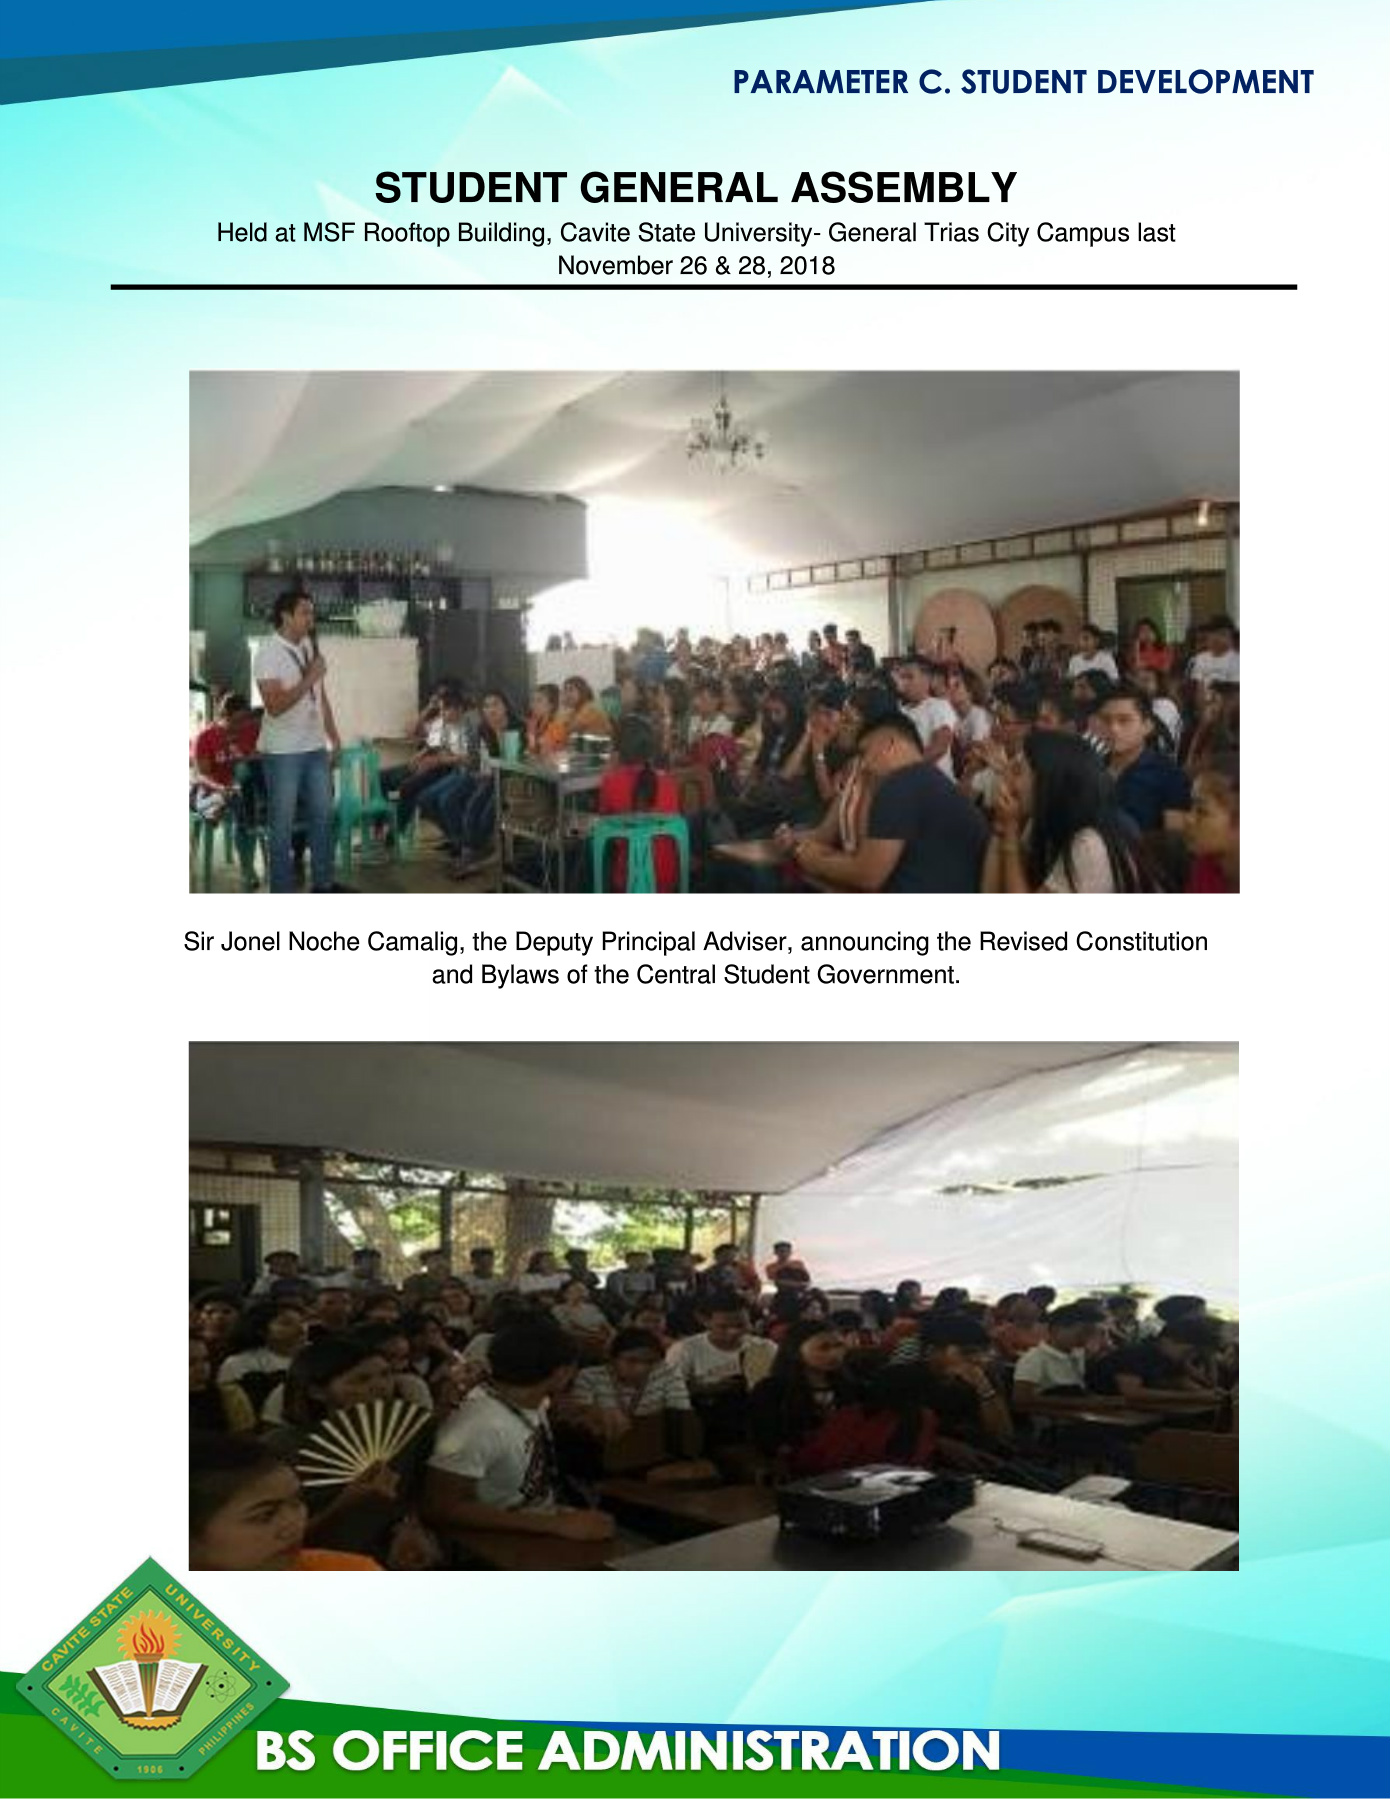 PARAMETER C. STUDENT DEVELOPMENT
STUDENT GENERAL ASSEMBLY
Held at MSF Rooftop Building, Cavite State University- General Trias City Campus last
November 26 & 28, 2018
Sir Jonel Noche Camalig, the Deputy Principal Adviser, announcing the Revised Constitution
and Bylaws of the Central Student Government.
CAVITE STATE UNIVERSITY
CAVITE PHILIPPINES
1906
BS OFFICE ADMINISTRATION